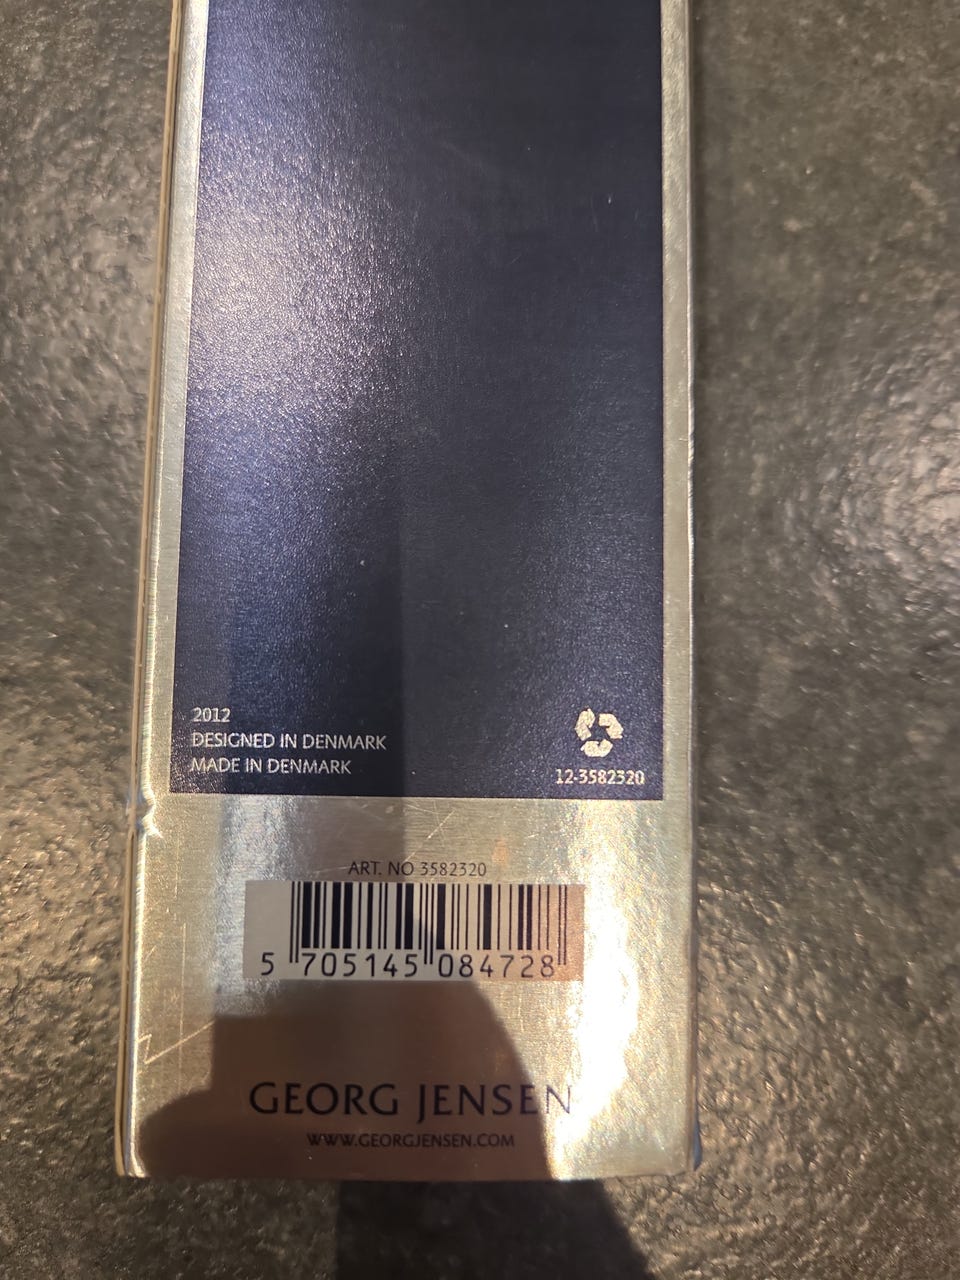 2012
DESIGNED IN DENMARK
MADE IN DENMARK
12-3582320
ART. NO 3582320
5 705145 084728
GEORG JENSEN
WWW.GEORGJENSEN.COM